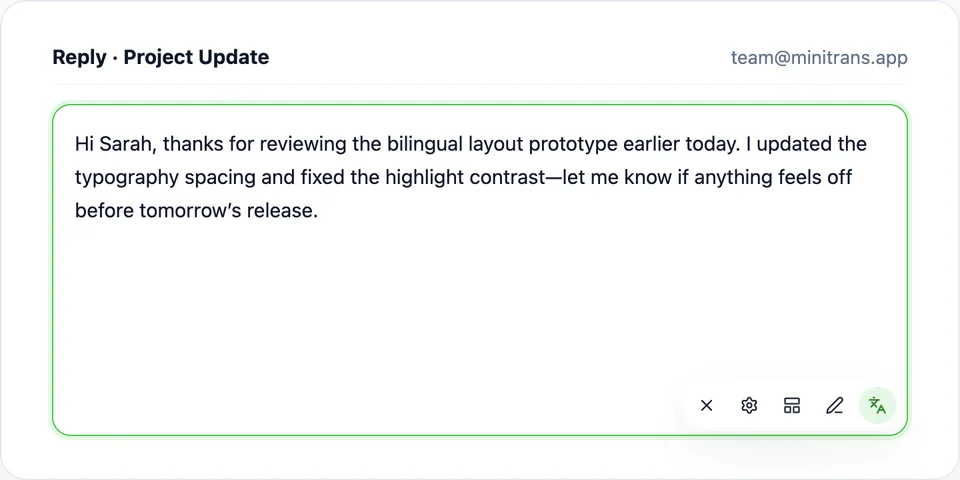 Reply · Project Update
team@minitrans.app
Hi Sarah, thanks for reviewing the bilingual layout prototype earlier today. I updated the
typography spacing and fixed the highlight contrast—let me know if anything feels off
before tomorrow’s release.